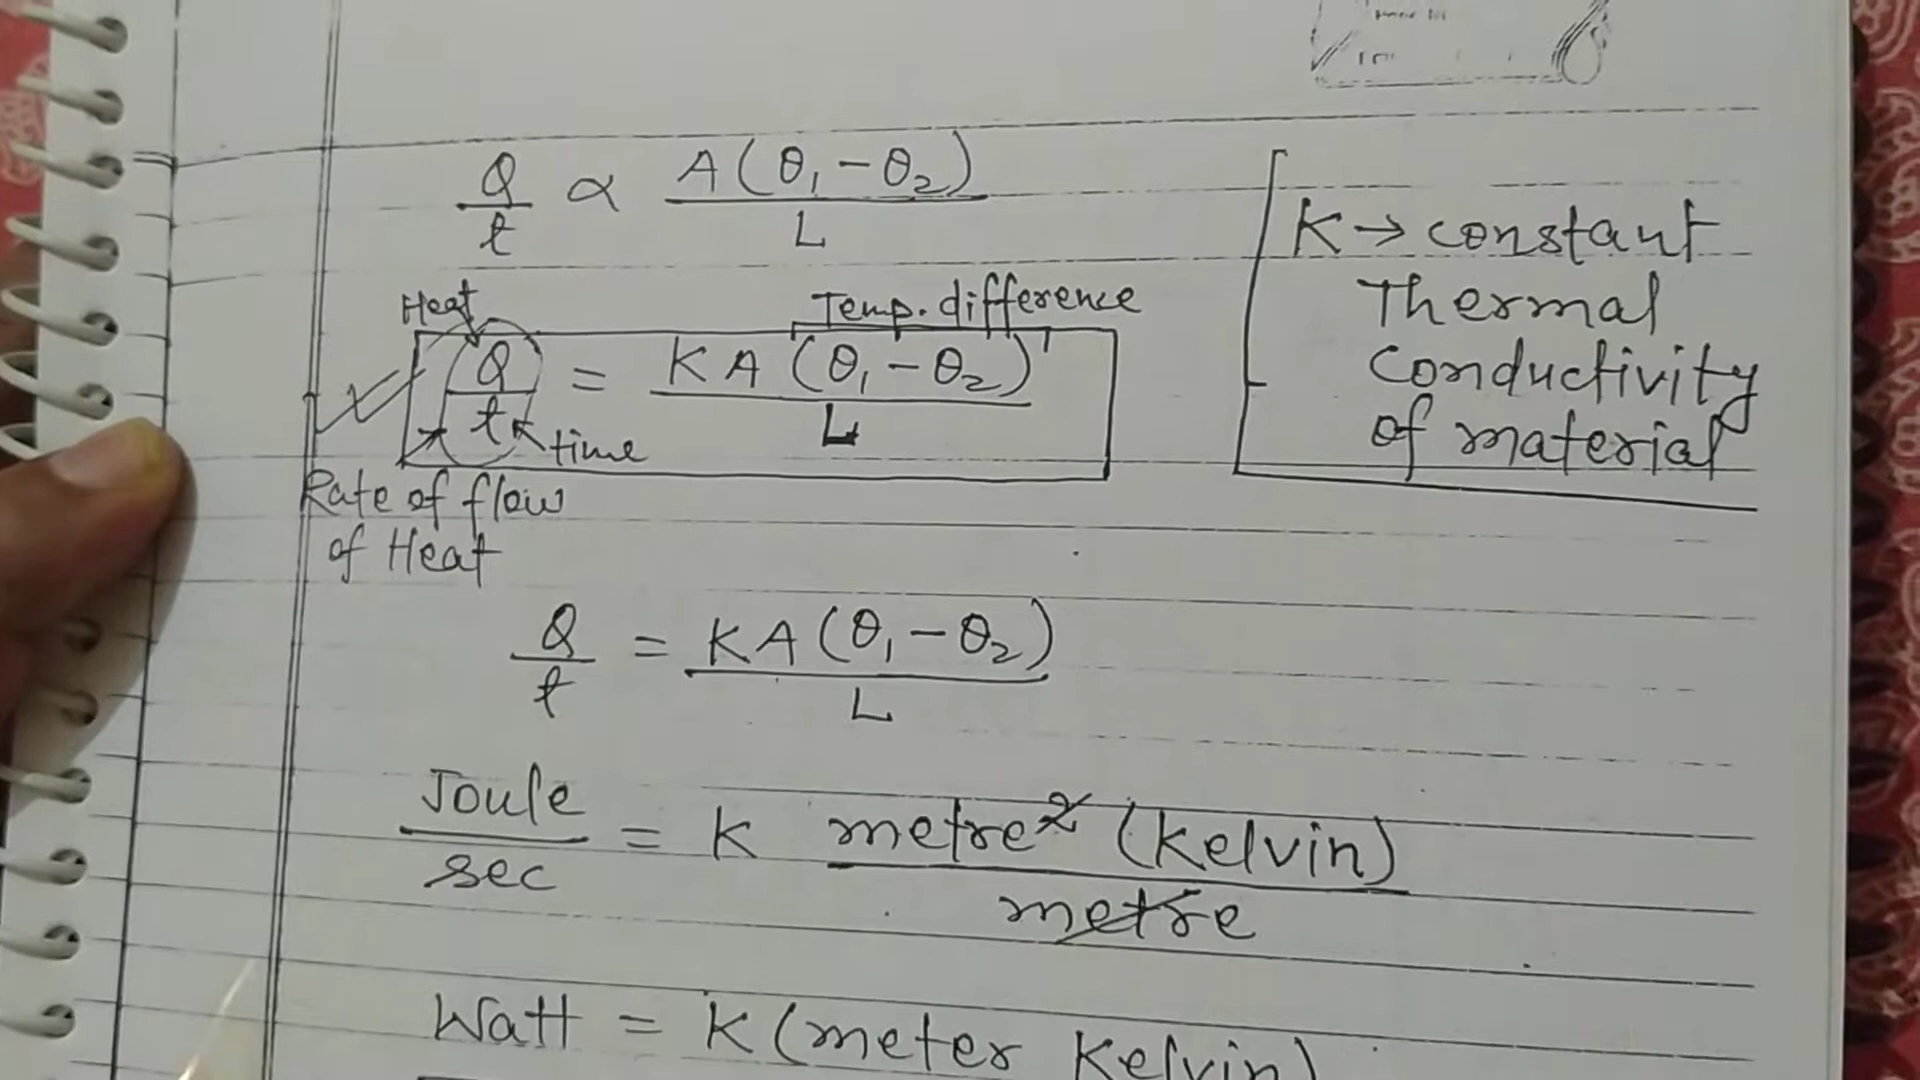 Q/t ∝ A(θ₁-θ₂)/L
K → constant
Thermal
Conductivity
of material
Heat
Temp. difference
Q/t = KA(θ₁-θ₂)/L
time
Rate of flow
of Heat
Q/t = KA(θ₁-θ₂)/L
Joule/sec = K metre² (Kelvin)/metre
Watt = K(meter Kelvin)